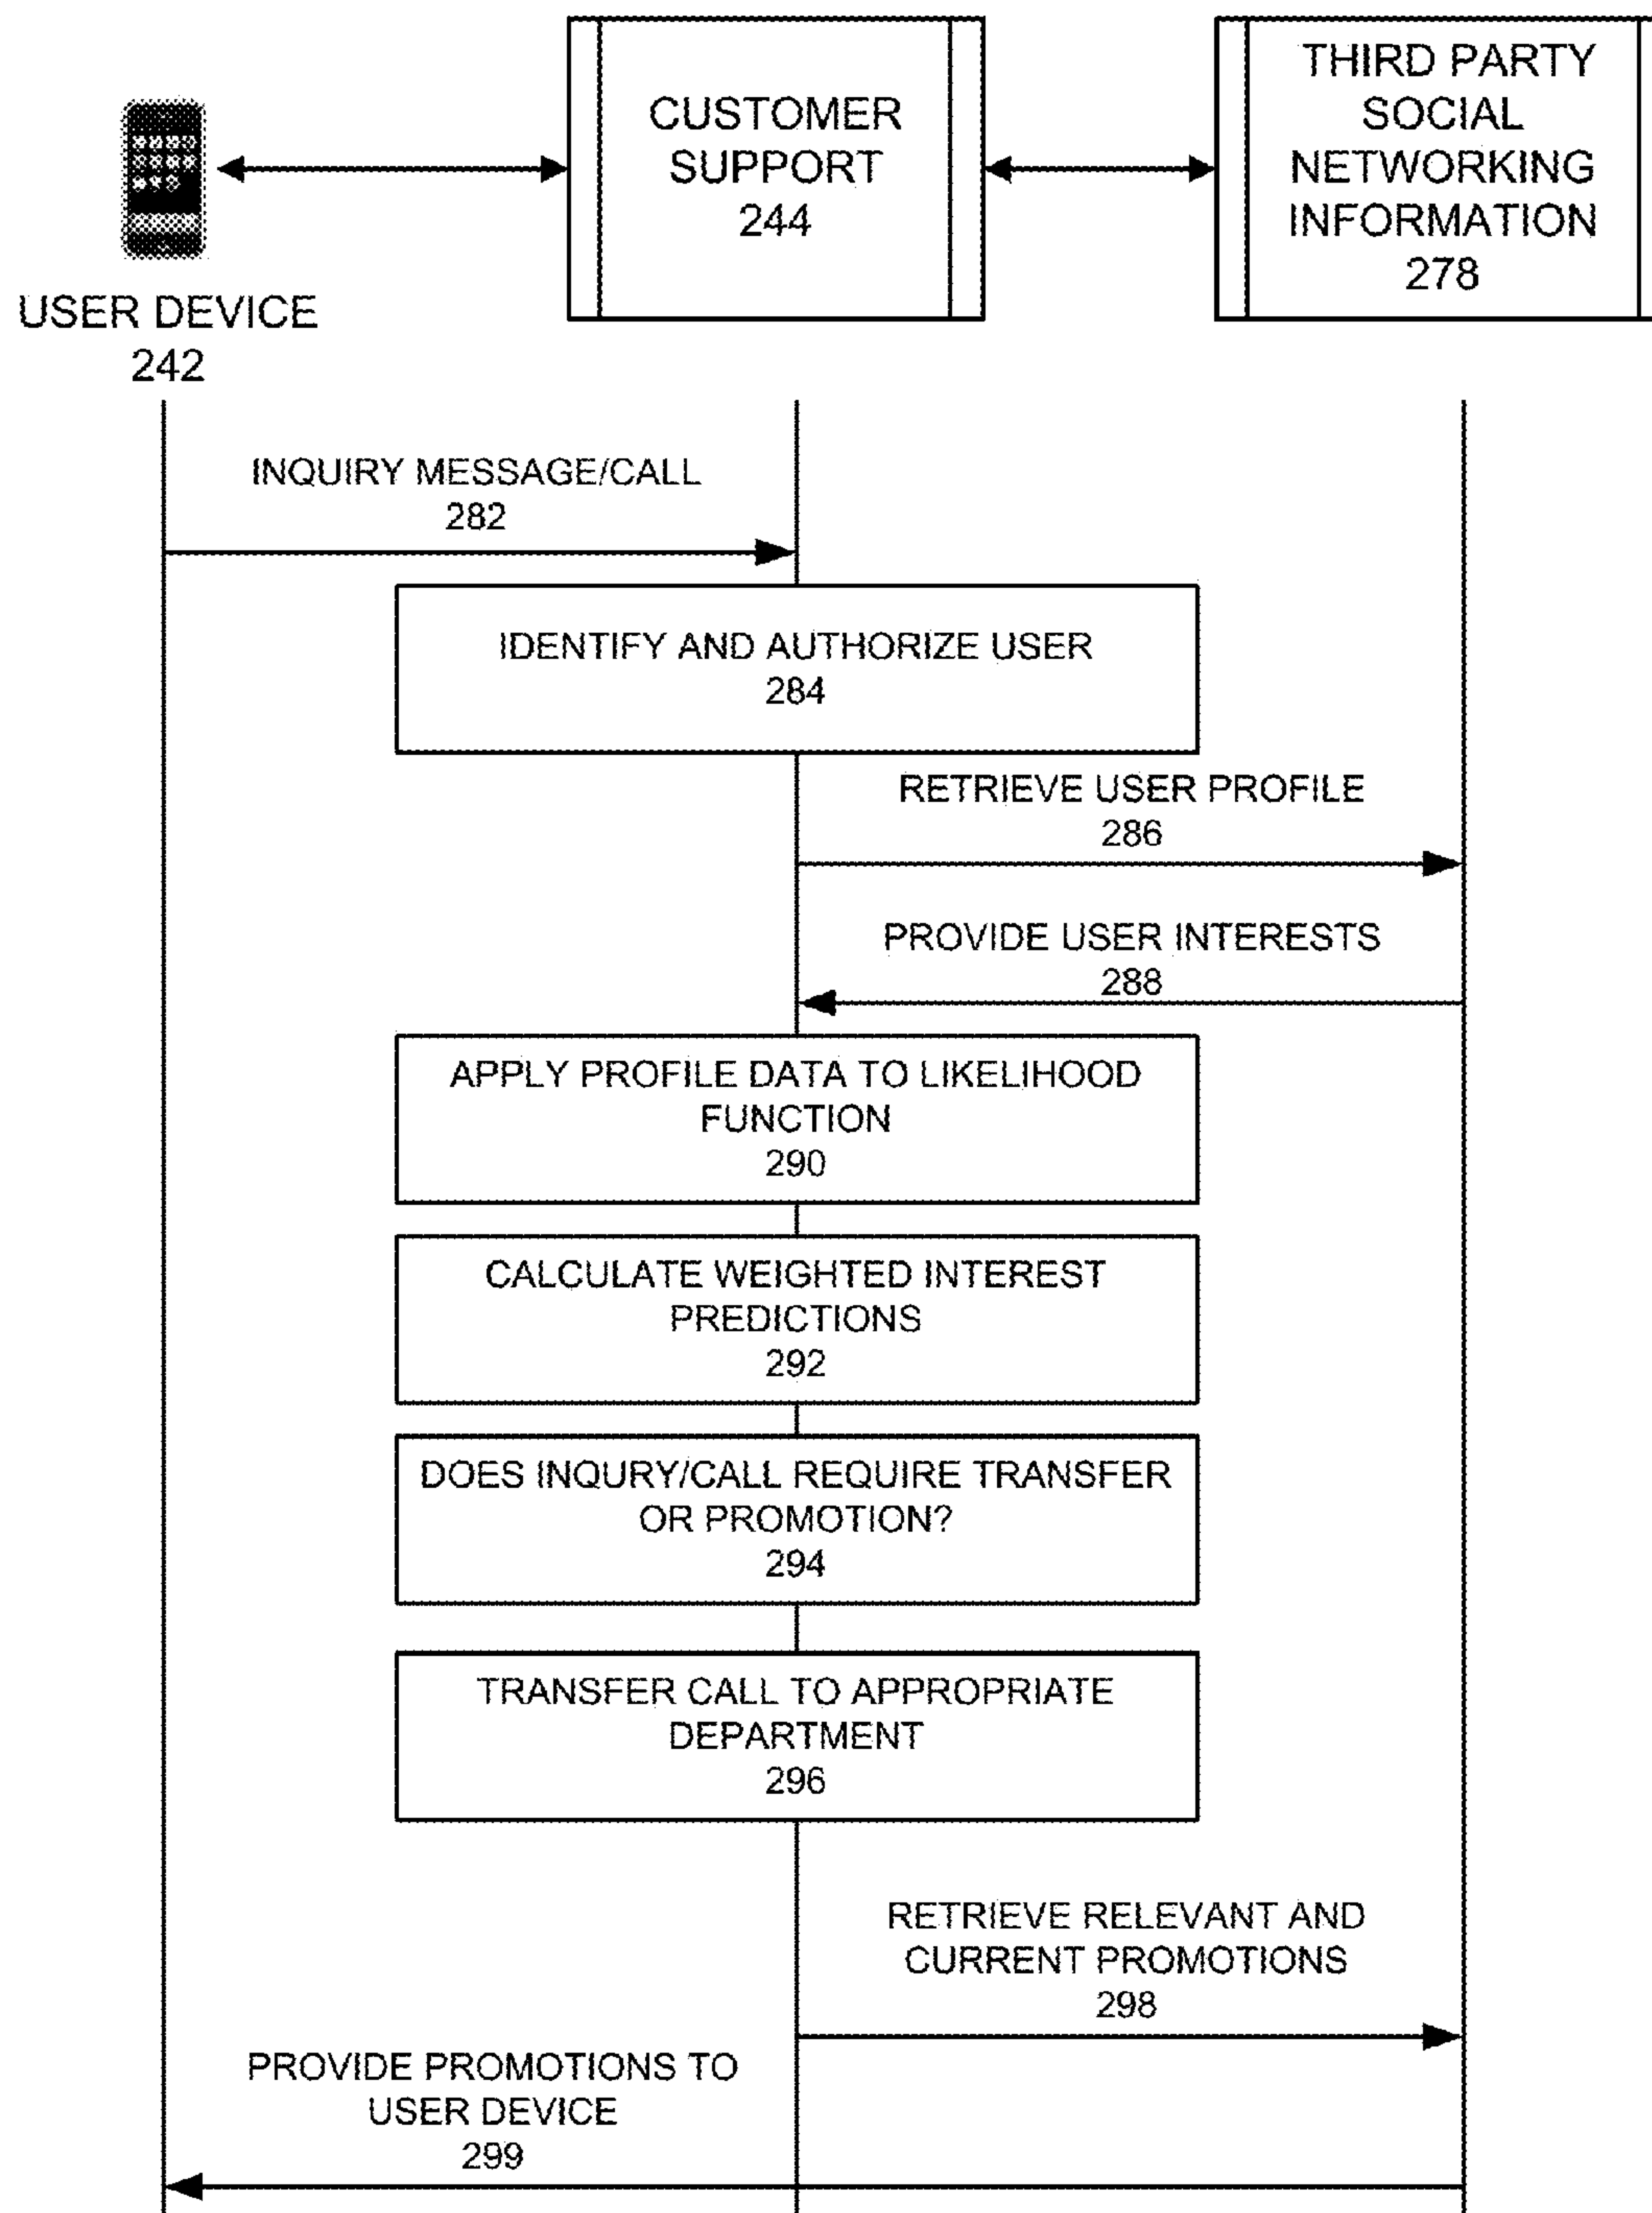 CUSTOMER
SUPPORT
244
THIRD PARTY
SOCIAL
NETWORKING
INFORMATION
278
USER DEVICE
242
INQUIRY MESSAGE/CALL
282
IDENTIFY AND AUTHORIZE USER
284
RETRIEVE USER PROFILE
286
PROVIDE USER INTERESTS
288
APPLY PROFILE DATA TO LIKELIHOOD
FUNCTION
290
CALCULATE WEIGHTED INTEREST
PREDICTIONS
292
DOES INQURY/CALL REQUIRE TRANSFER
OR PROMOTION?
294
TRANSFER CALL TO APPROPRIATE
DEPARTMENT
296
RETRIEVE RELEVANT AND
CURRENT PROMOTIONS
298
PROVIDE PROMOTIONS TO
USER DEVICE
299